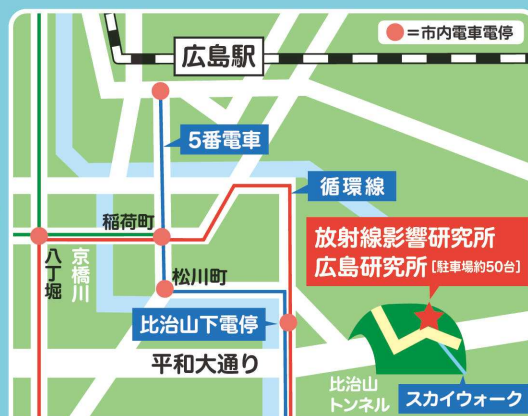 ●=市内電車電停
広島駅
5番電車
循環線
稲荷町
八丁堀
京橋川
松川町
放射線影響研究所
広島研究所[駐車場約50台]
比治山下電停
平和大通り
比治山
トンネル
スカイウォーク